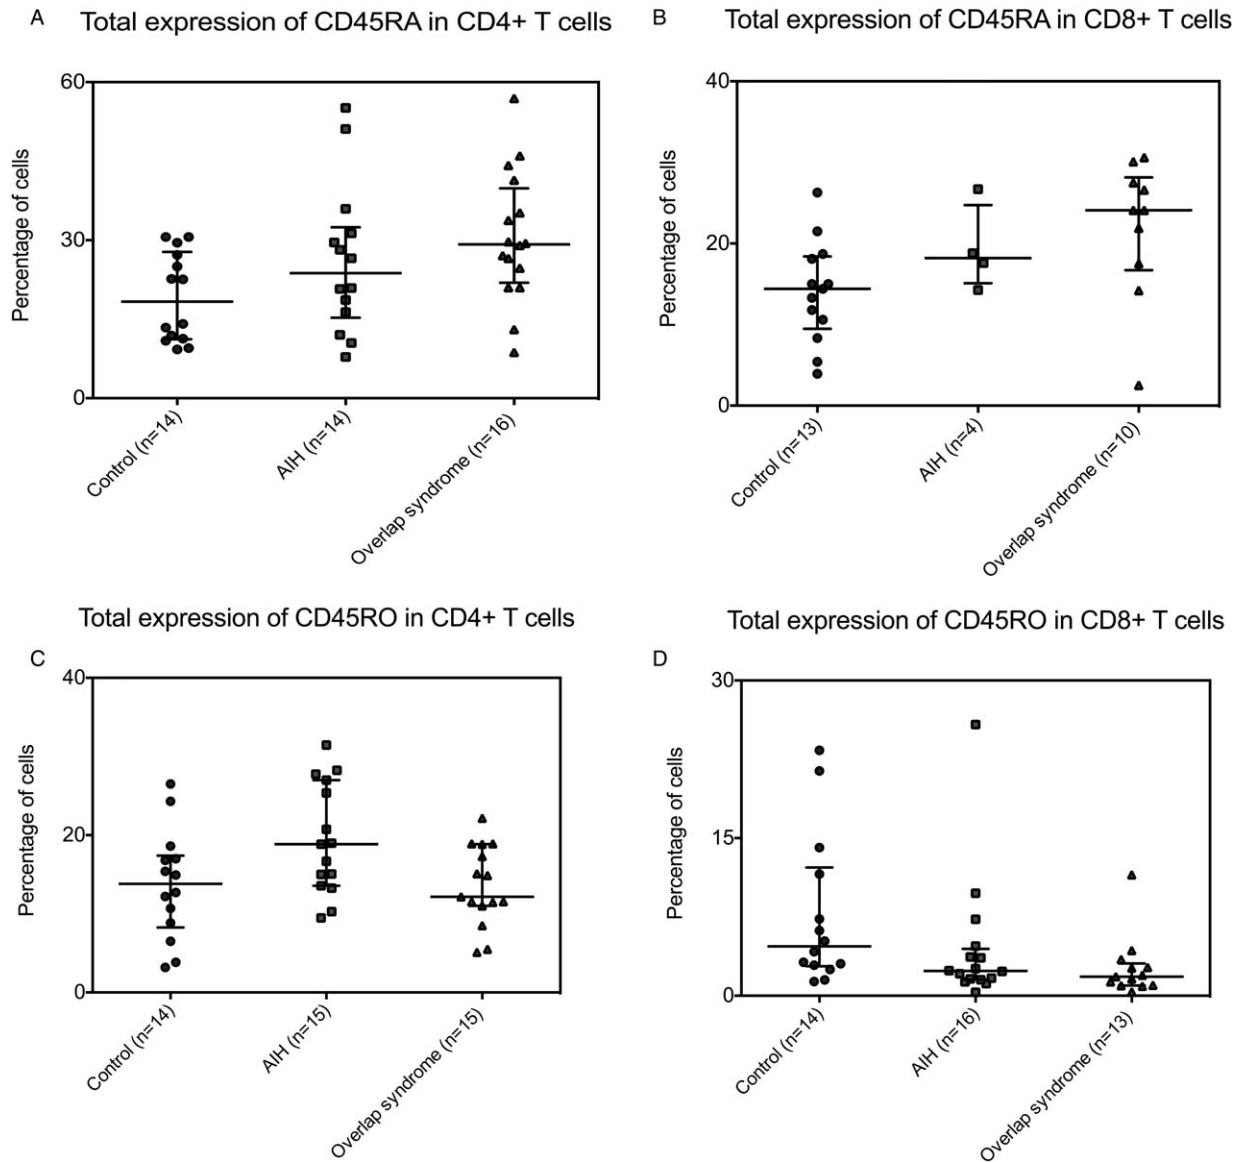 A
Total expression of CD45RA in CD4+ T cells
60
30
0
Percentage of cells
Control (n=14)
AIH (n=14)
Overlap syndrome (n=16)
B
Total expression of CD45RA in CD8+ T cells
40
20
0
Percentage of cells
Control (n=13)
AIH (n=4)
Overlap syndrome (n=10)
Total expression of CD45RO in CD4+ T cells
C
40
20
0
Percentage of cells
Control (n=14)
AIH (n=15)
Overlap syndrome (n=15)
Total expression of CD45RO in CD8+ T cells
D
30
15
0
Percentage of cells
Control (n=14)
AIH (n=16)
Overlap syndrome (n=13)